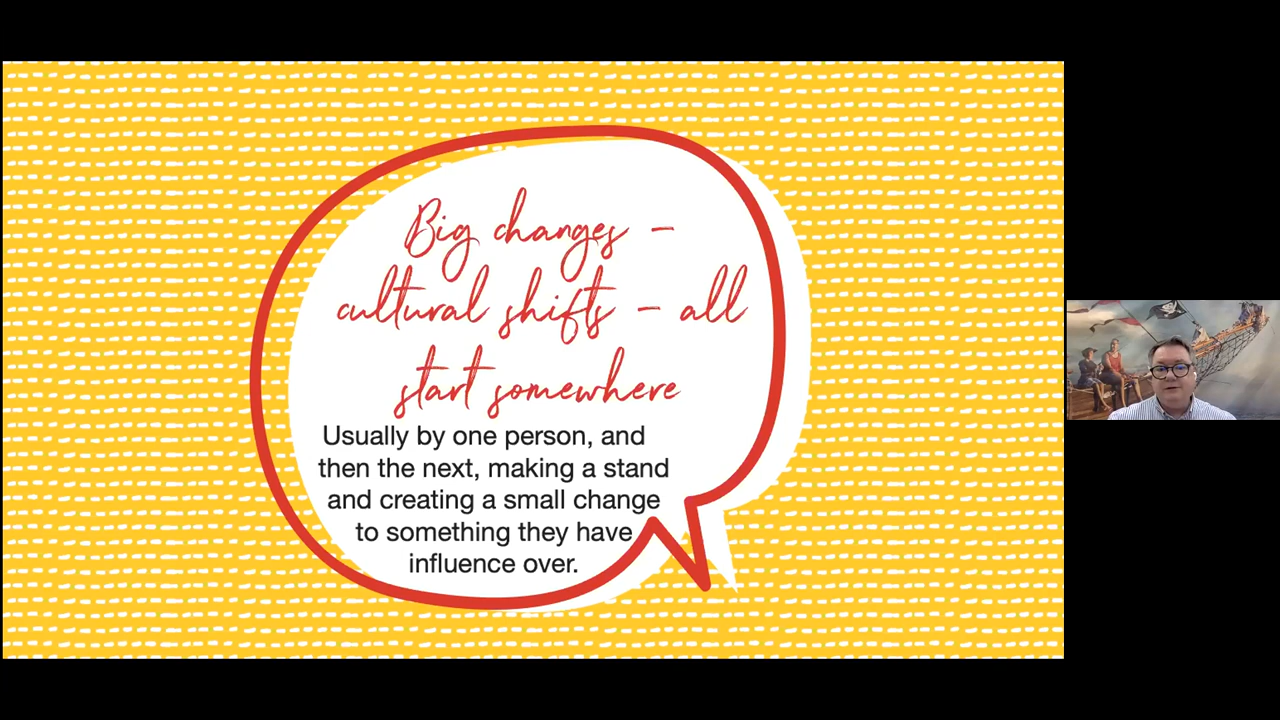 Big changes –
cultural shifts – all
start somewhere
Usually by one person, and
then the next, making a stand
and creating a small change
to something they have
influence over.